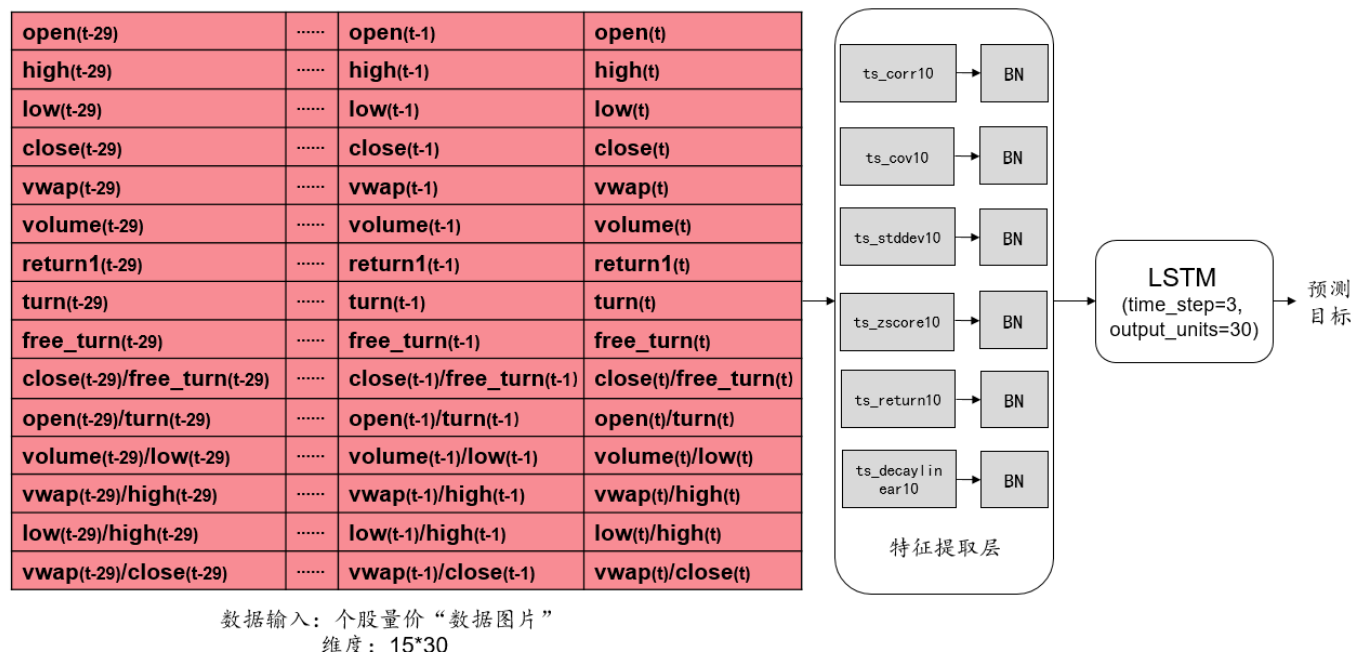 open(t-29) ...... open(t-1) open(t)
high(t-29) ...... high(t-1) high(t)
low(t-29) ...... low(t-1) low(t)
close(t-29) ...... close(t-1) close(t)
vwap(t-29) ...... vwap(t-1) vwap(t)
volume(t-29) ...... volume(t-1) volume(t)
return1(t-29) ...... return1(t-1) return1(t)
turn(t-29) ...... turn(t-1) turn(t)
free_turn(t-29) ...... free_turn(t-1) free_turn(t)
close(t-29)/free_turn(t-29) ...... close(t-1)/free_turn(t-1) close(t)/free_turn(t)
open(t-29)/turn(t-29) ...... open(t-1)/turn(t-1) open(t)/turn(t)
volume(t-29)/low(t-29) ...... volume(t-1)/low(t-1) volume(t)/low(t)
vwap(t-29)/high(t-29) ...... vwap(t-1)/high(t-1) vwap(t)/high(t)
low(t-29)/high(t-29) ...... low(t-1)/high(t-1) low(t)/high(t)
vwap(t-29)/close(t-29) ...... vwap(t-1)/close(t-1) vwap(t)/close(t)
数据输入：个股量价“数据图片”
维度：15*30
ts_corr10 BN
ts_cov10 BN
ts_stddev10 BN
ts_zscore10 BN
ts_return10 BN
ts_decaylin
ear10 BN
特征提取层
LSTM
(time_step=3,
output_units=30)
预测
目标